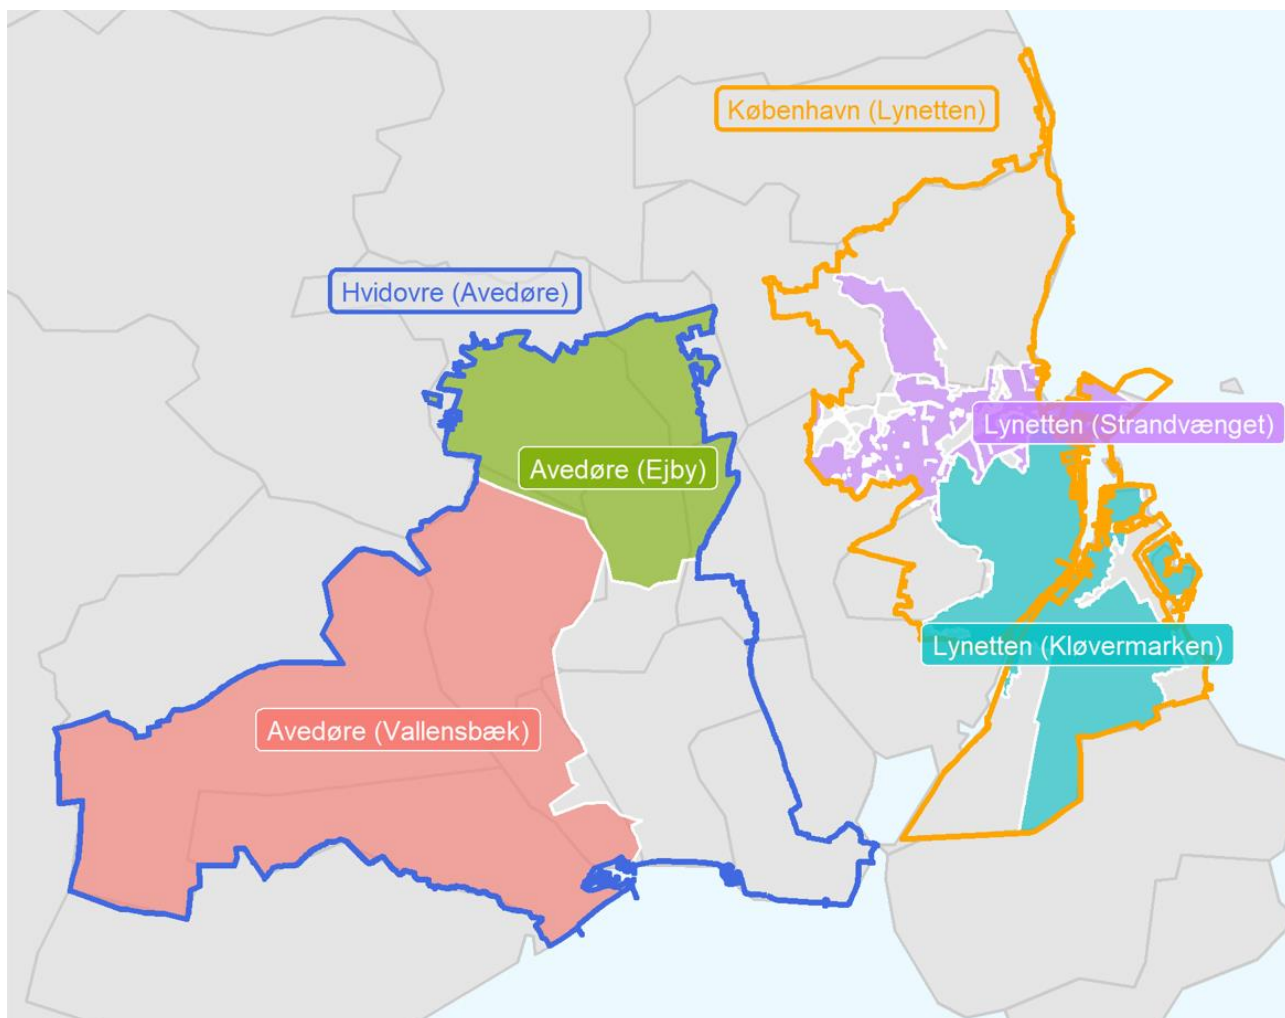 København (Lynetten)
Hvidovre (Avedøre)
Lynetten (Strandvænget)
Avedøre (Ejby)
Lynetten (Kløvermarken)
Avedøre (Vallensbæk)